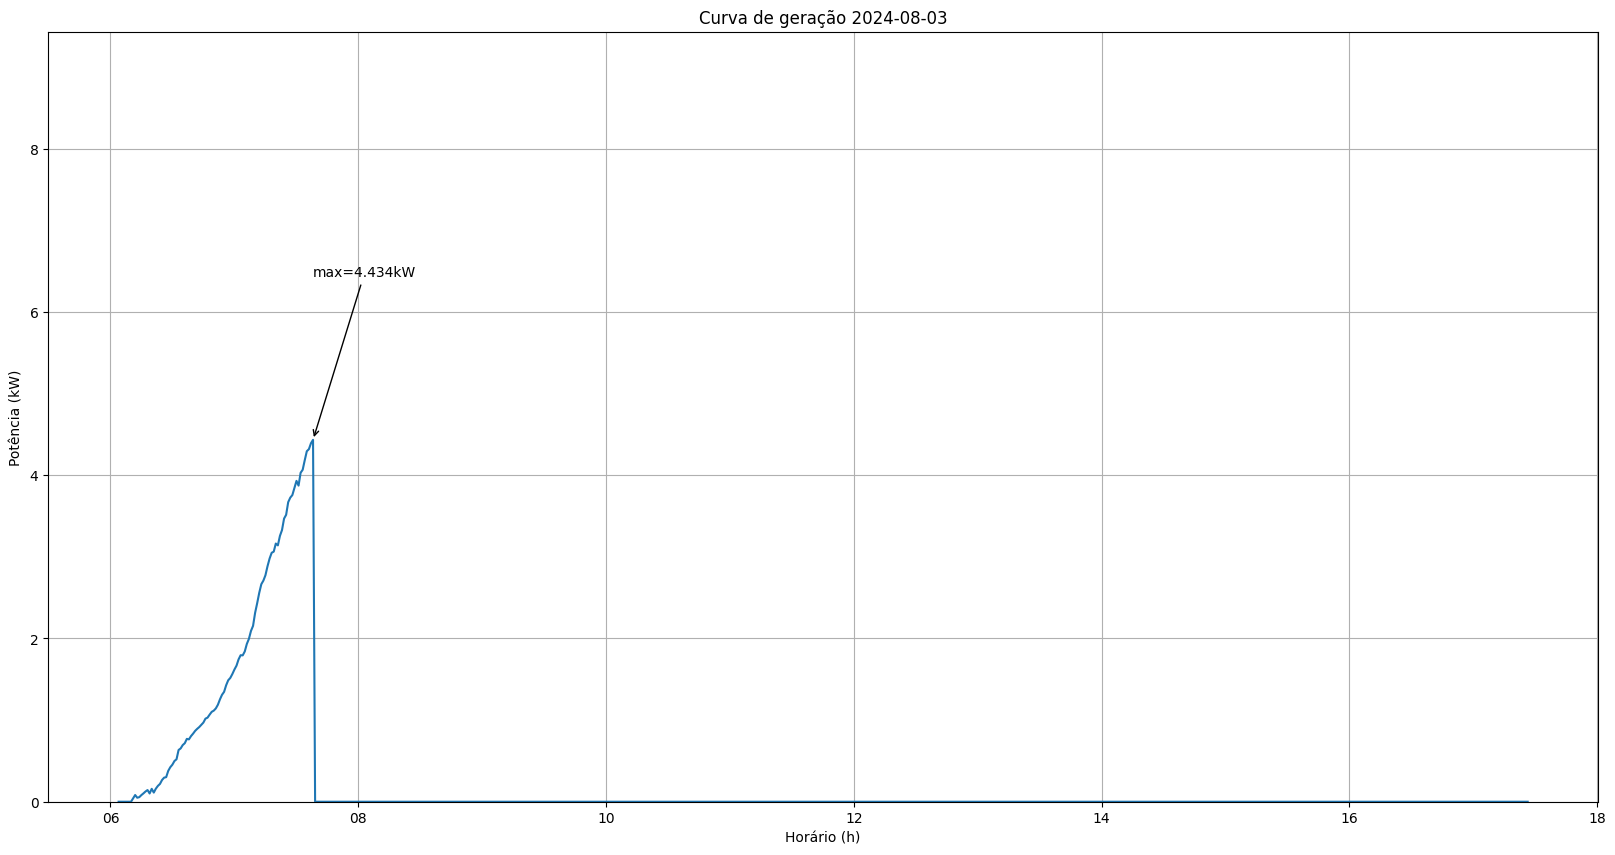 Curva de geração 2024-08-03
8
6
4
2
0
Potência (kW)
max=4.434kW
06 08 10 12 14 16 18
Horário (h)